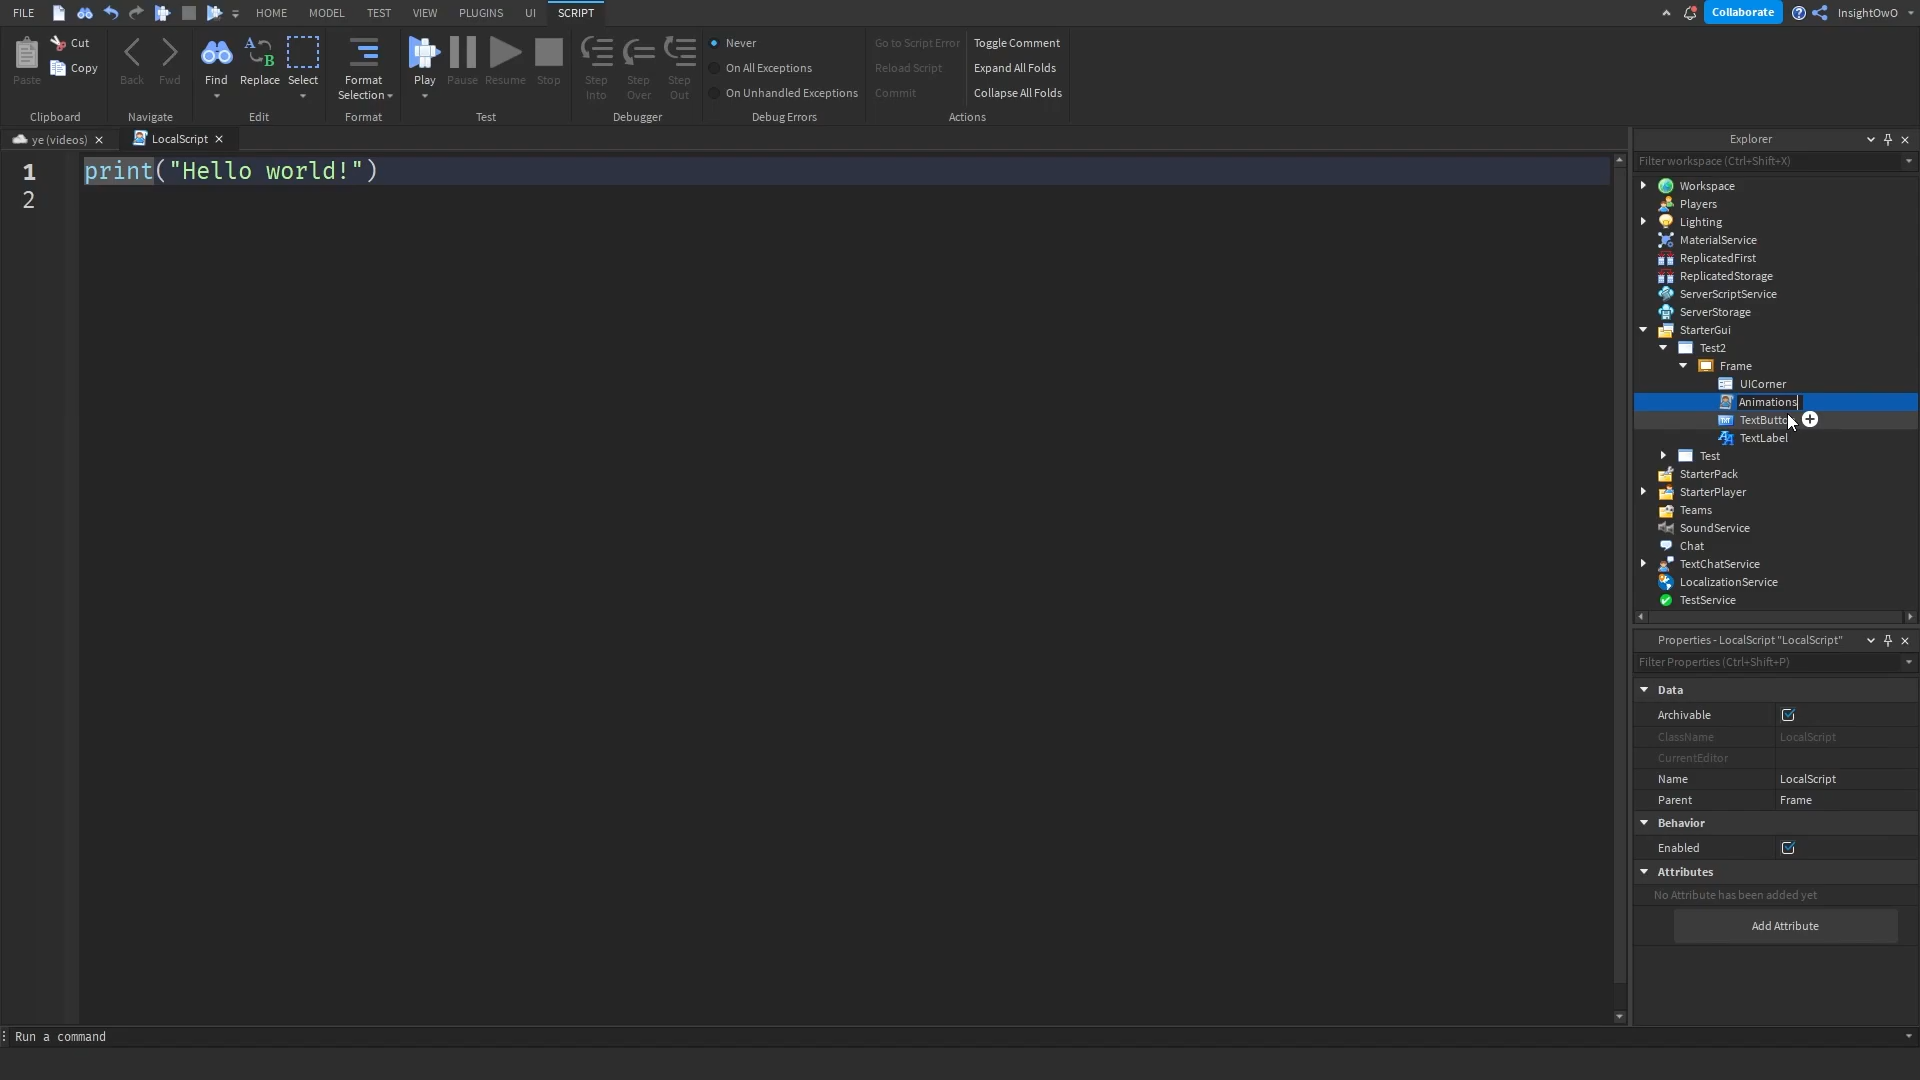 FILE HOME MODEL TEST VIEW PLUGINS UI SCRIPT Collaborate InsightOwO
Paste Cut Copy Back Fwd Find Replace Select Format Selection Play Pause Resume Stop Step Into Step Over Step Out
Never
On All Exceptions
On Unhandled Exceptions
Go to Script Error
Reload Script
Commit
Toggle Comment
Expand All Folds
Collapse All Folds
Clipboard Navigate Edit Format Test Debugger Debug Errors Actions
ye (videos) LocalScript
1 print("Hello world!")
2
Explorer
Filter workspace (Ctrl+Shift+X)
Workspace
Players
Lighting
MaterialService
ReplicatedFirst
ReplicatedStorage
ServerScriptService
ServerStorage
StarterGui
Test2
Frame
UICorner
Animations
TextButto
TextLabel
Test
StarterPack
StarterPlayer
Teams
SoundService
Chat
TextChatService
LocalizationService
TestService
Properties - LocalScript "LocalScript"
Filter Properties (Ctrl+Shift+P)
Data
Archivable
ClassName LocalScript
CurrentEditor
Name LocalScript
Parent Frame
Behavior
Enabled
Attributes
No Attribute has been added yet
Add Attribute
Run a command